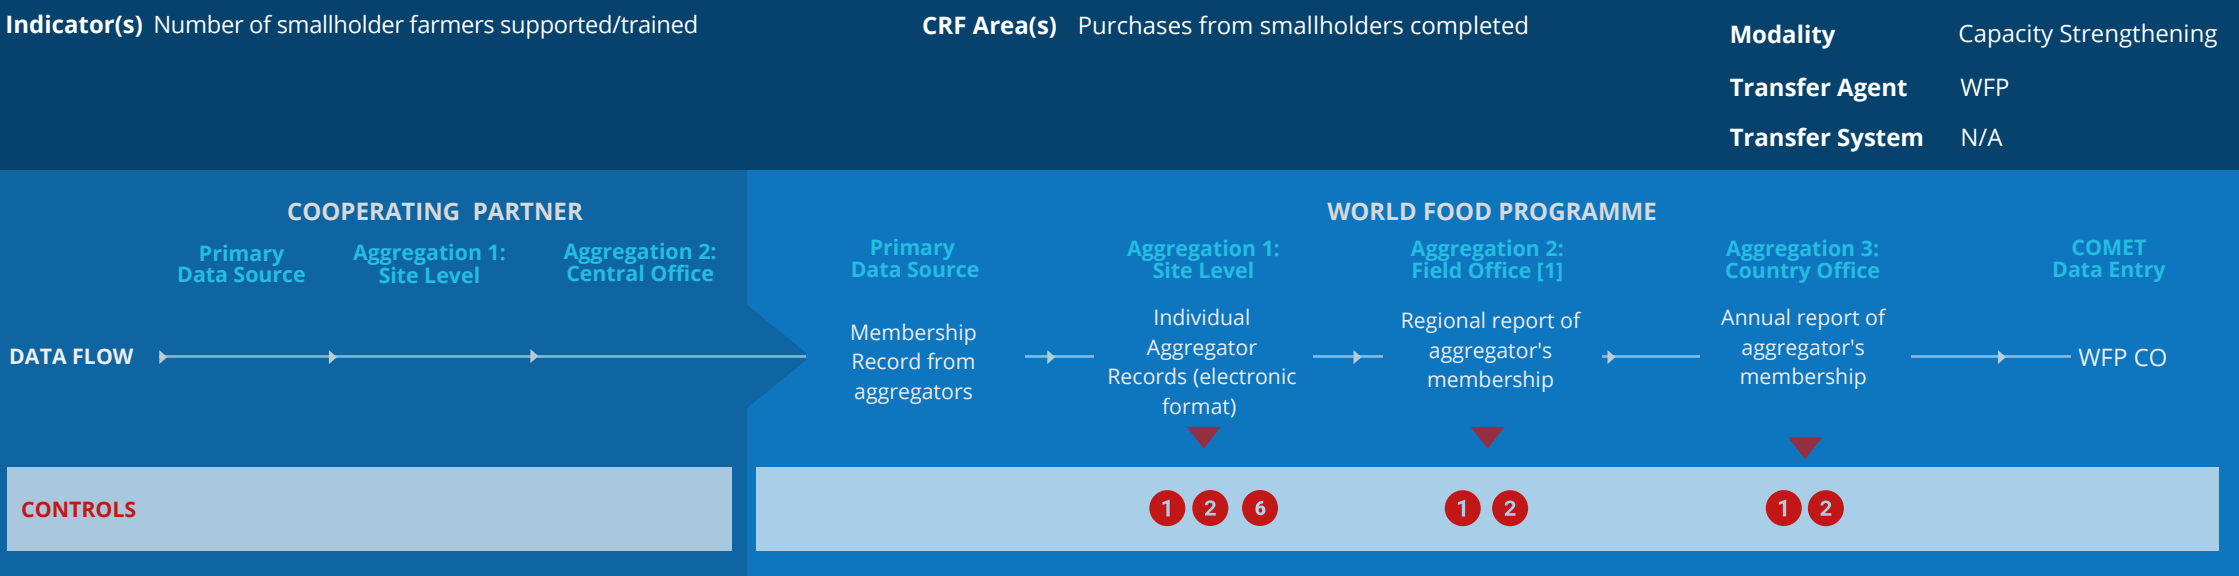 Indicator(s) Number of smallholder farmers supported/trained
CRF Area(s) Purchases from smallholders completed
Modality Capacity Strengthening
Transfer Agent WFP
Transfer System N/A
COOPERATING PARTNER
Primary
Data Source
Aggregation 1:
Site Level
Aggregation 2:
Central Office
WORLD FOOD PROGRAMME
Primary
Data Source
Aggregation 1:
Site Level
Aggregation 2:
Field Office [1]
Aggregation 3:
Country Office
COMET
Data Entry
DATA FLOW
Membership
Record from
aggregators
Individual
Aggregator
Records (electronic
format)
Regional report of
aggregator's
membership
Annual report of
aggregator's
membership
WFP CO
CONTROLS
1 2 6
1 2
1 2